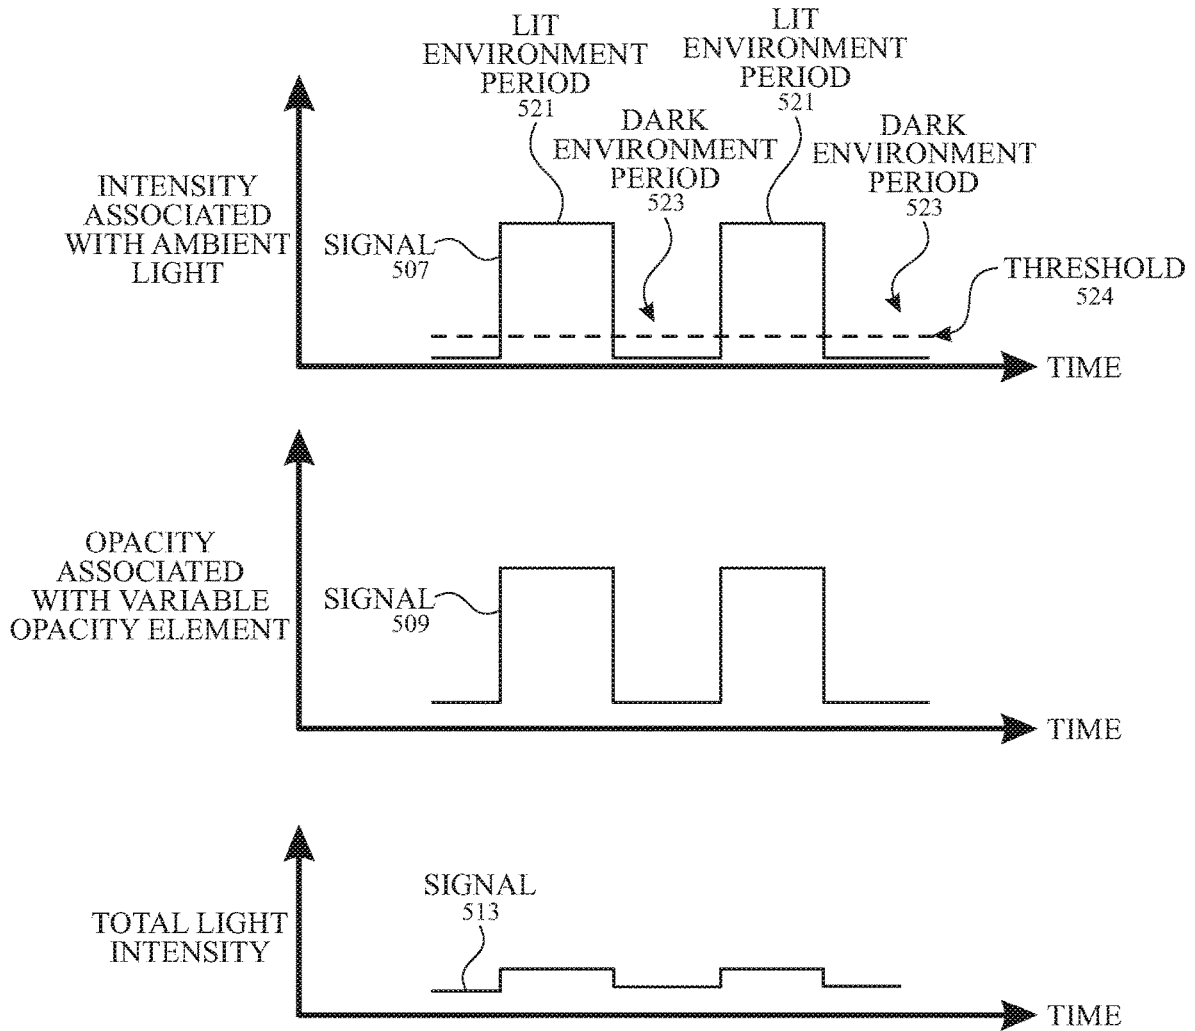 LIT
ENVIRONMENT
PERIOD
521
LIT
ENVIRONMENT
PERIOD
521
DARK
ENVIRONMENT
PERIOD
523
DARK
ENVIRONMENT
PERIOD
523
INTENSITY
ASSOCIATED
WITH AMBIENT
LIGHT
SIGNAL
507
THRESHOLD
524
TIME
OPACITY
ASSOCIATED
WITH VARIABLE
OPACITY ELEMENT
SIGNAL
509
TIME
TOTAL LIGHT
INTENSITY
SIGNAL
513
TIME